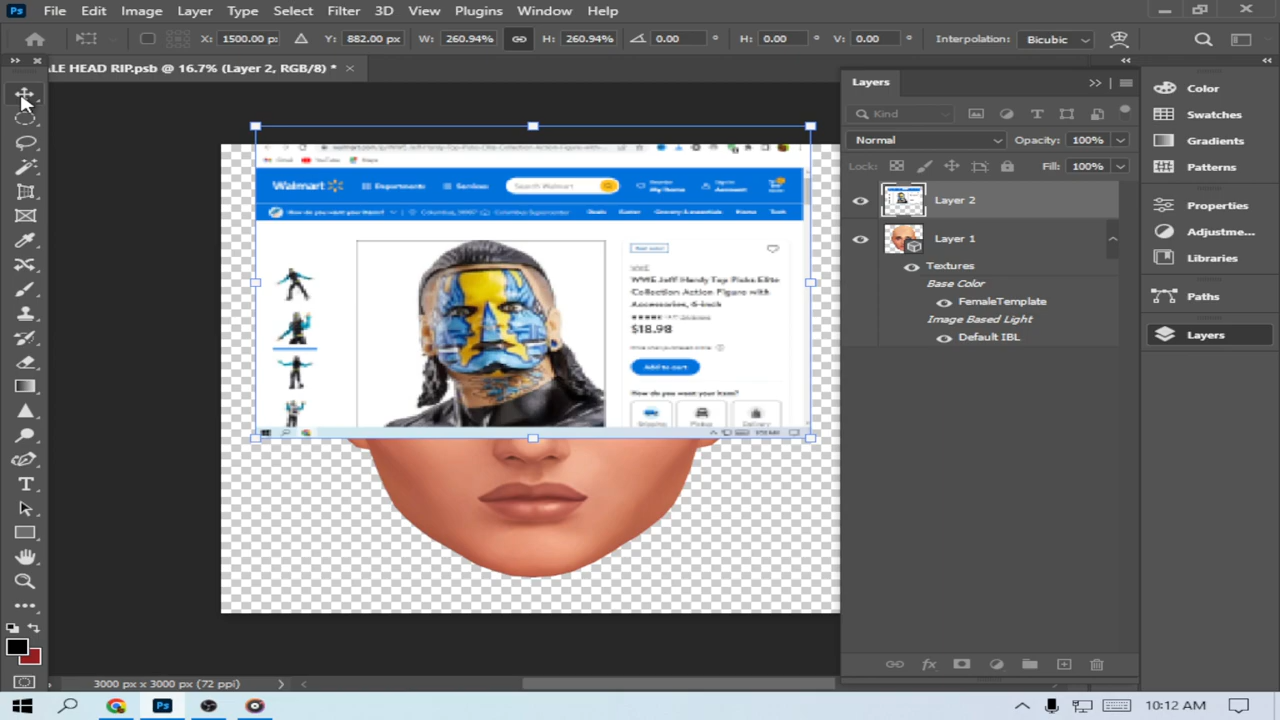 Ps File Edit Image Layer Type Select Filter 3D View Plugins Window Help
X: 1500.00 p: Y: 882.00 px W: 260.94% H: 260.94% 0.00 ° H: 0.00 ° V: 0.00 ° Interpolation: Bicubic
LE HEAD RIP.psb @ 16.7% (Layer 2, RGB/8) * ×
Layers
Kind
Normal Opacity: 100%
Lock: Fill:
Layer 2
Layer 1
Textures
Base Color
FemaleTemplate
Image Based Light
Default IBL
Color
Swatches
Gradients
Patterns
Properties
Adjustme...
Libraries
Paths
Layers
Gmail YouTube Maps
Walmart Departments Services Search Walmart Reorder My Items Sign In Account
How do you want your items? Columbus Supercenter Deals Easter Grocery & essentials Home Tech
Best seller
WWE
WWE Jeff Hardy Top Picks Elite
Collection Action Figure with
Accessories, 6-inch
$18.98
Add to cart
How do you want your item?
Shipping Pickup Delivery
3000 px x 3000 px (72 ppi)
10:12 AM